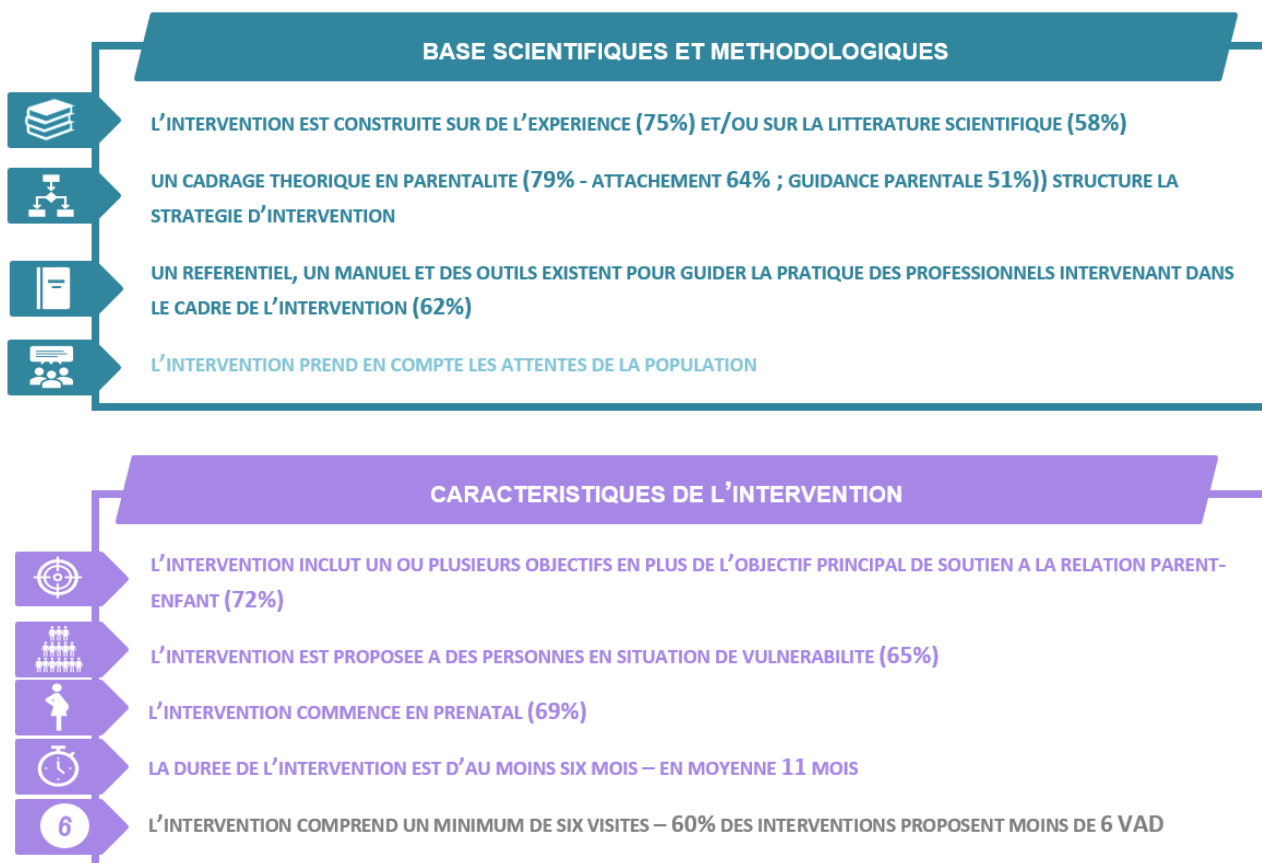 BASE SCIENTIFIQUES ET METHODOLOGIQUES
L'INTERVENTION EST CONSTRUITE SUR DE L'EXPERIENCE (75%) ET/OU SUR LA LITTERATURE SCIENTIFIQUE (58%)
UN CADRAGE THEORIQUE EN PARENTALITE (79% - ATTACHEMENT 64% ; GUIDANCE PARENTALE 51%)) STRUCTURE LA
STRATEGIE D'INTERVENTION
UN REFERENTIEL, UN MANUEL ET DES OUTILS EXISTENT POUR GUIDER LA PRATIQUE DES PROFESSIONNELS INTERVENANT DANS
LE CADRE DE L'INTERVENTION (62%)
L'INTERVENTION PREND EN COMPTE LES ATTENTES DE LA POPULATION
CARACTERISTIQUES DE L'INTERVENTION
L'INTERVENTION INCLUT UN OU PLUSIEURS OBJECTIFS EN PLUS DE L'OBJECTIF PRINCIPAL DE SOUTIEN A LA RELATION PARENT-
ENFANT (72%)
L'INTERVENTION EST PROPOSEE A DES PERSONNES EN SITUATION DE VULNERABILITE (65%)
L'INTERVENTION COMMENCE EN PRENATAL (69%)
LA DUREE DE L'INTERVENTION EST D'AU MOINS SIX MOIS – EN MOYENNE 11 MOIS
6 L'INTERVENTION COMPREND UN MINIMUM DE SIX VISITES – 60% DES INTERVENTIONS PROPOSENT MOINS DE 6 VAD